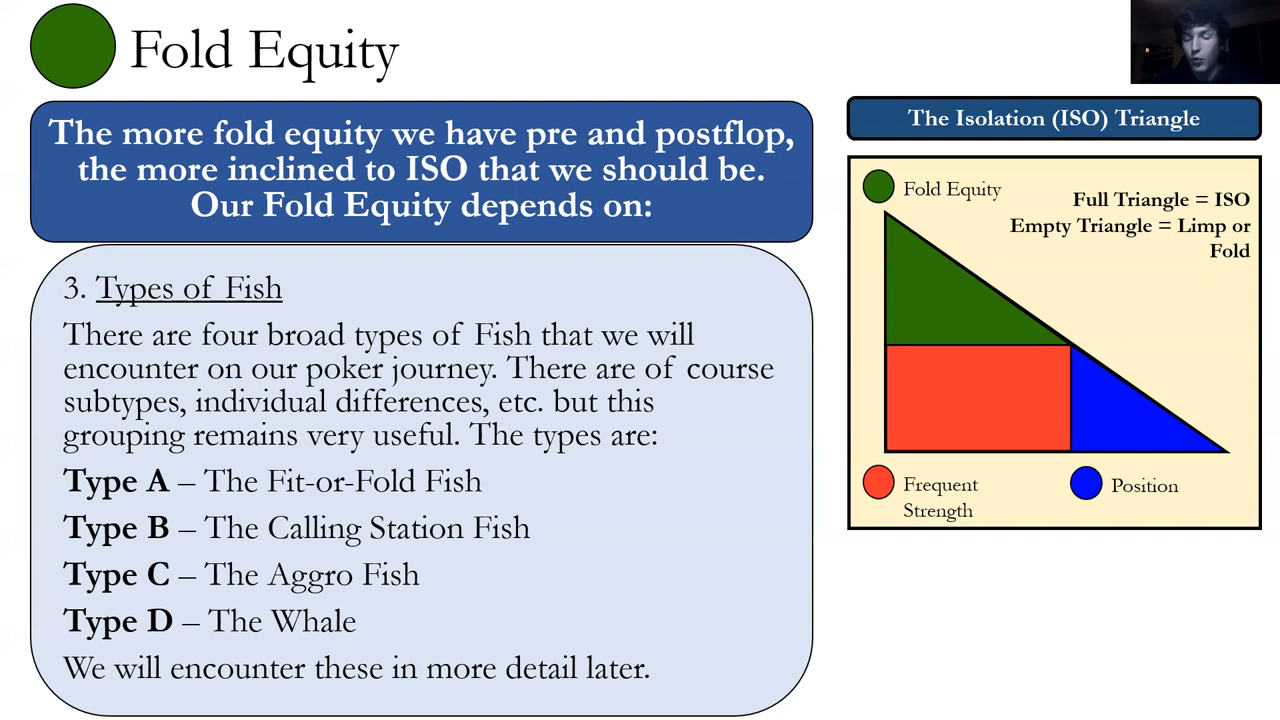 Fold Equity
The more fold equity we have pre and postflop,
the more inclined to ISO that we should be.
Our Fold Equity depends on:
3. Types of Fish
There are four broad types of Fish that we will
encounter on our poker journey. There are of course
subtypes, individual differences, etc. but this
grouping remains very useful. The types are:
Type A – The Fit-or-Fold Fish
Type B – The Calling Station Fish
Type C – The Aggro Fish
Type D – The Whale
We will encounter these in more detail later.
The Isolation (ISO) Triangle
Fold Equity
Full Triangle = ISO
Empty Triangle = Limp or
Fold
Frequent
Strength
Position